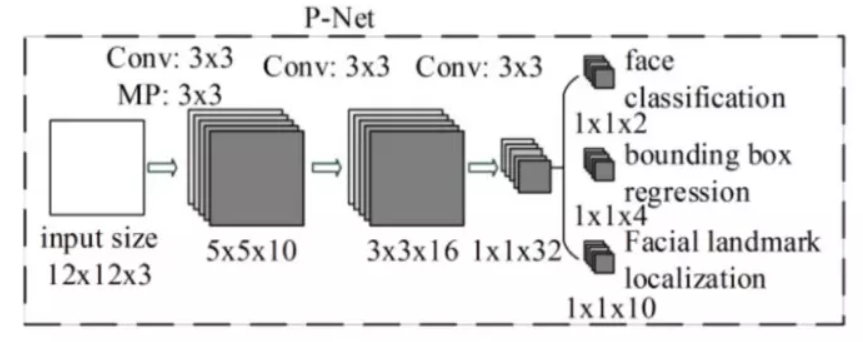 P-Net
Conv: 3x3
MP: 3x3
Conv: 3x3
Conv: 3x3
input size
12x12x3
5x5x10
3x3x16
1x1x32
face
classification
1x1x2
bounding box
regression
1x1x4
Facial landmark
localization
1x1x10